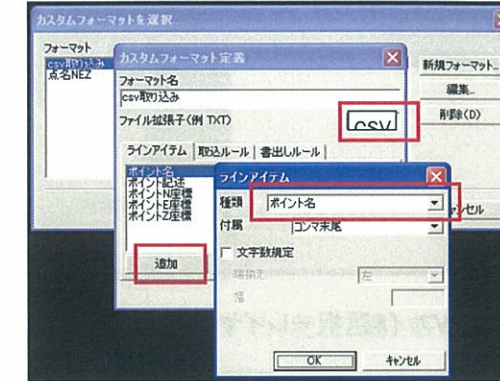 カスタムフォーマットを選択
フォーマット
csv取り込み
点名NEZ
新規フォーマット...
編集...
削除(D)
カスタムフォーマット定義
フォーマット名
csv取り込み
ファイル拡張子(例 TXT)
csv
ラインアイテム
取込ルール
書出しルール
ポイント名
ポイント記述
ポイントN座標
ポイントE座標
ポイントZ座標
追加
ラインアイテム
種類
ポイント名
付属
コンマ末尾
文字数規定
端揃え
左
幅
OK
キャンセル